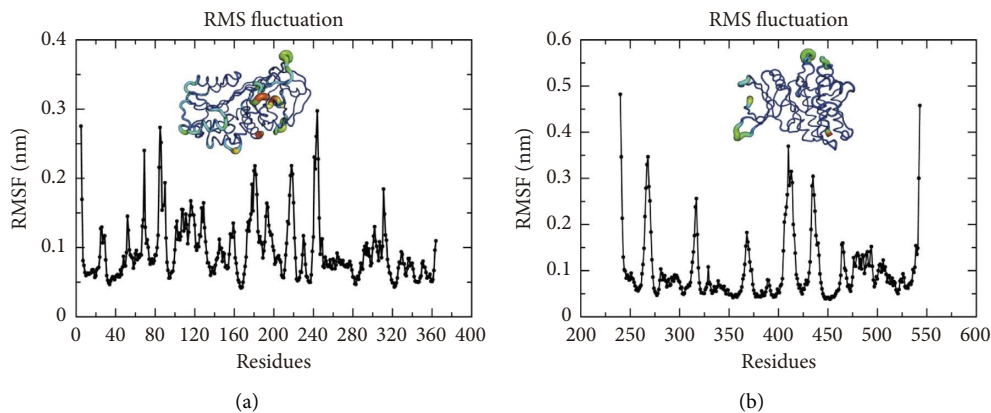 RMS fluctuation
0.4
0.3
0.2
0.1
0
RMSF (nm)
0 40 80 120 160 200 240 280 320 360 400
Residues
(a)
RMS fluctuation
0.6
0.5
0.4
0.3
0.2
0.1
0
RMSF (nm)
200 250 300 350 400 450 500 550 600
Residues
(b)